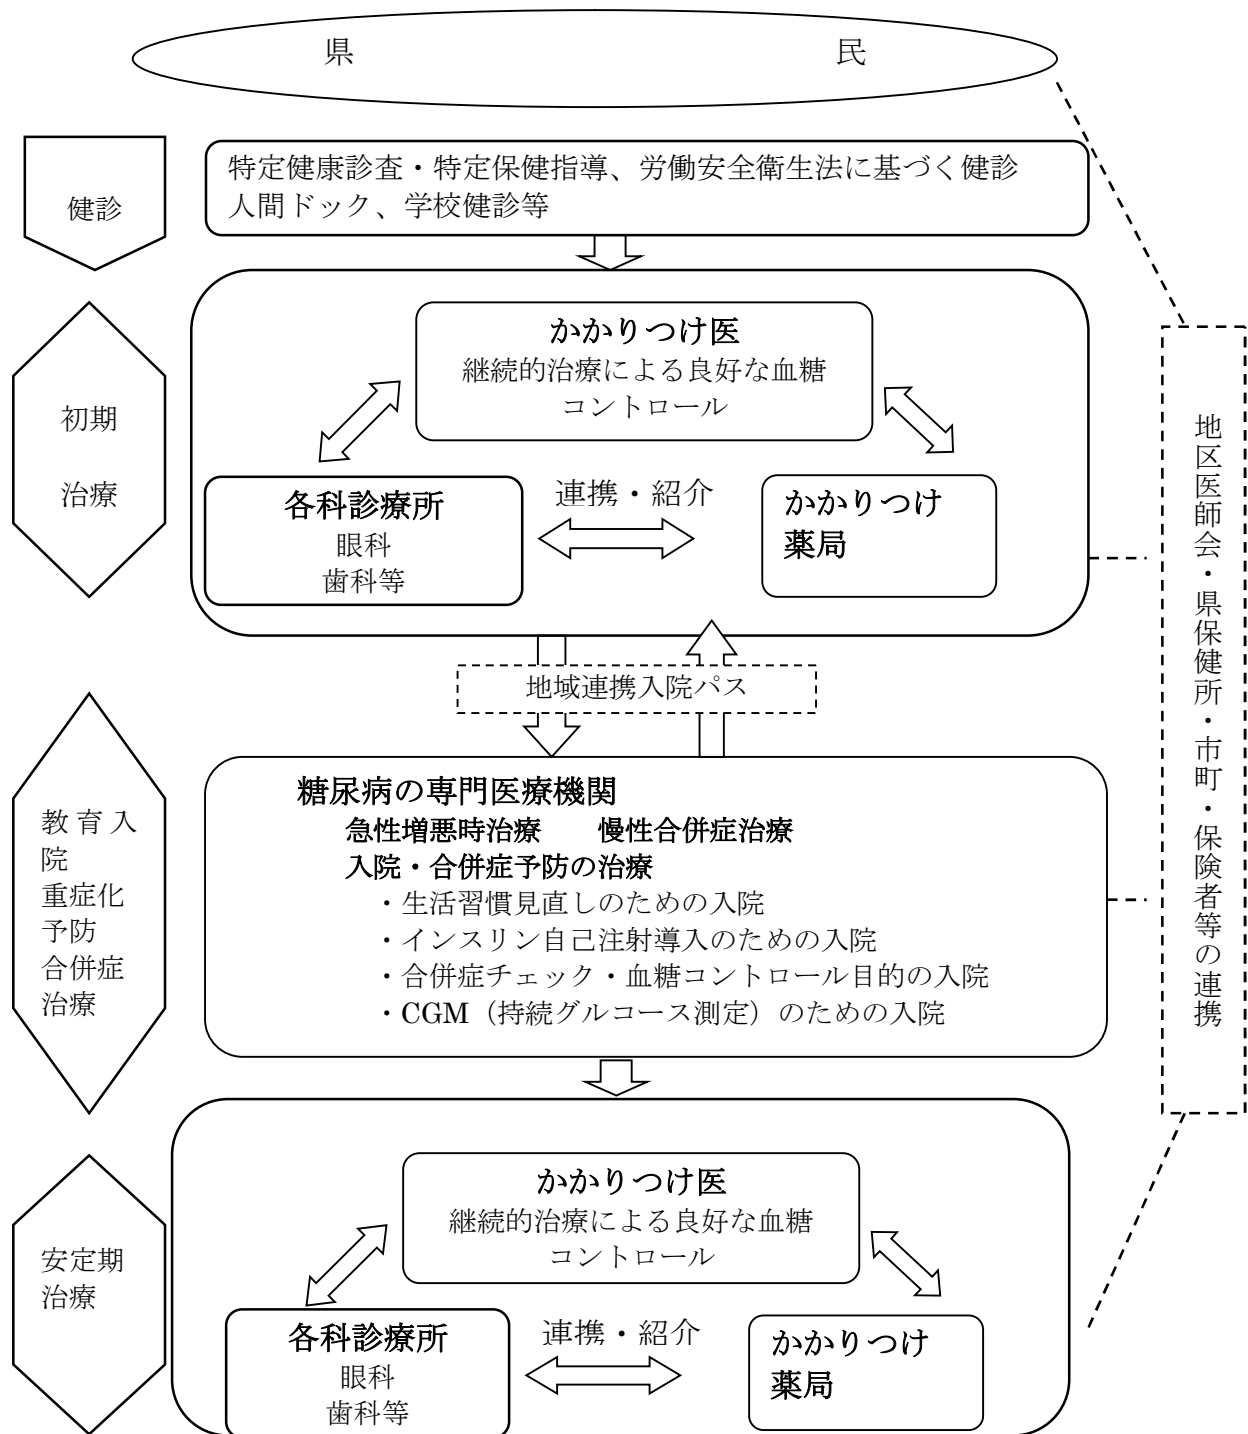 県 民
健診
特定健康診査・特定保健指導、労働安全衛生法に基づく健診
人間ドック、学校健診等
初期
治療
かかりつけ医
継続的治療による良好な血糖
コントロール
各科診療所
眼科
歯科等
連携・紹介
かかりつけ
薬局
地域連携入院パス
教育入
院
重症化
予防
合併症
治療
糖尿病の専門医療機関
急性増悪時治療 慢性合併症治療
入院・合併症予防の治療
・生活習慣見直しのための入院
・インスリン自己注射導入のための入院
・合併症チェック・血糖コントロール目的の入院
・CGM（持続グルコース測定）のための入院
安定期
治療
かかりつけ医
継続的治療による良好な血糖
コントロール
各科診療所
眼科
歯科等
連携・紹介
かかりつけ
薬局
地区医師会・県保健所・市町・保険者等の連携